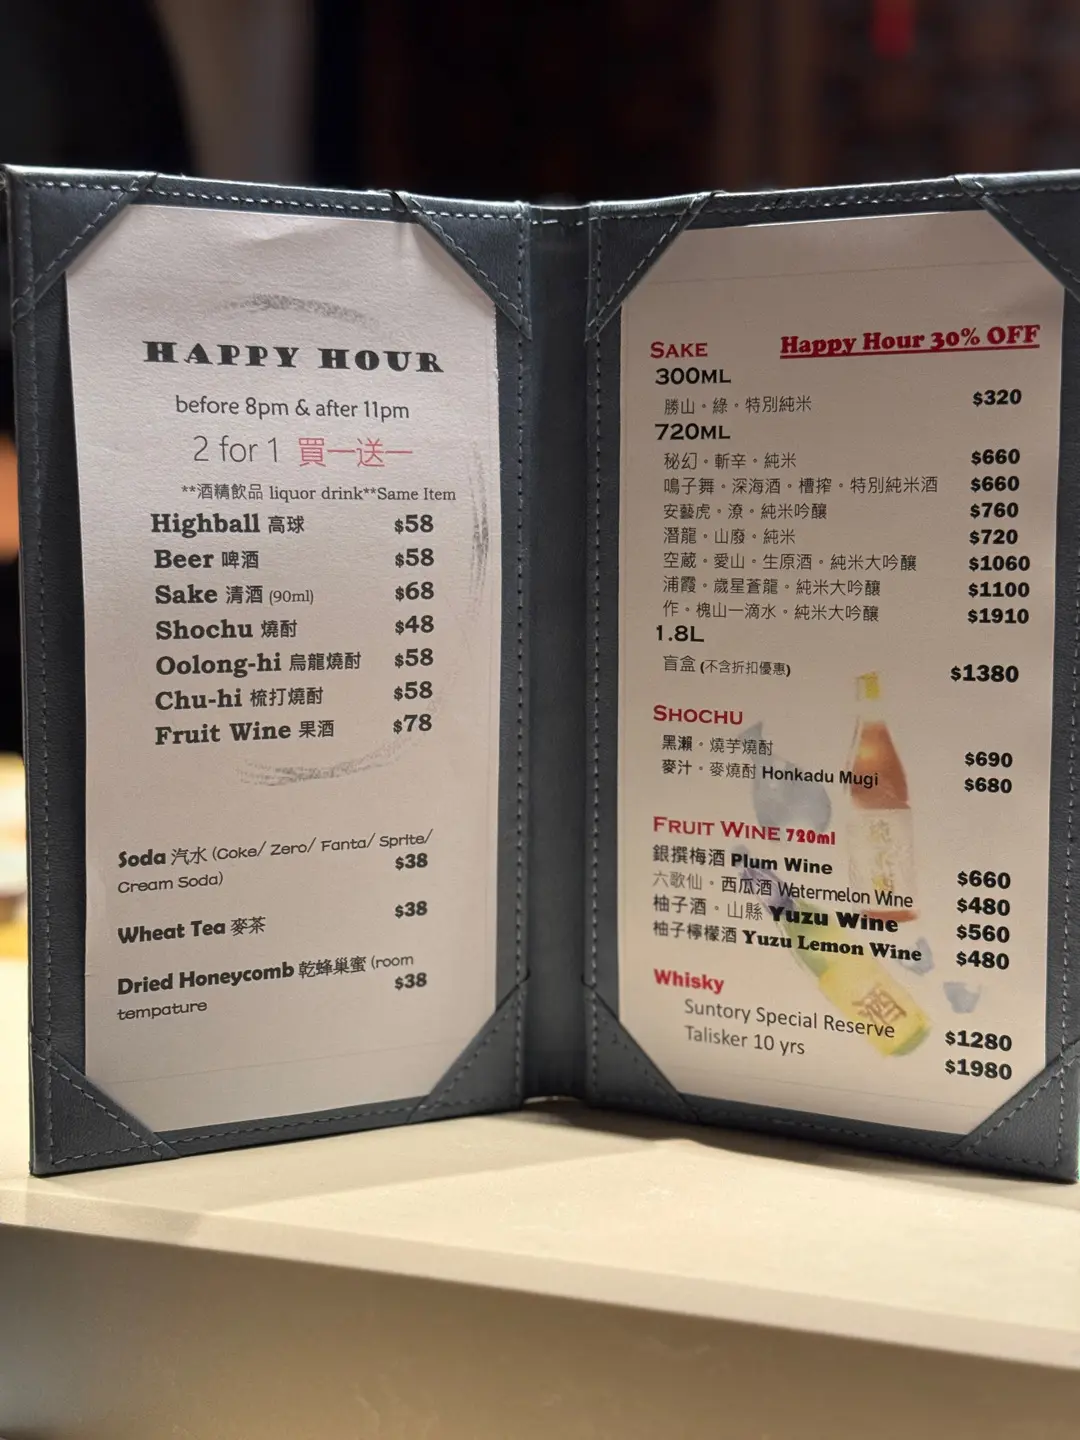 HAPPY HOUR
before 8pm & after 11pm
2 for 1 買一送一
**酒精飲品 liquor drink**Same Item
Highball 高球 $58
Beer 啤酒 $58
Sake 清酒 (90ml) $68
Shochu 燒酎 $48
Oolong-hi 烏龍燒酎 $58
Chu-hi 梳打燒酎 $58
Fruit Wine 果酒 $78
Soda 汽水 (Coke/ Zero/ Fanta/ Sprite/
Cream Soda) $38
Wheat Tea 麥茶 $38
Dried Honeycomb 乾蜂巢蜜 (room
tempature $38
SAKE Happy Hour 30% OFF
300ML
勝山。綠。特別純米 $320
720ML
秘幻。斬辛。純米 $660
鳴子舞。深海酒。槽搾。特別純米酒 $660
安藝虎。潦。純米吟釀 $760
潛龍。山廢。純米 $720
空蔵。愛山。生原酒。純米大吟釀 $1060
浦霞。歳星蒼龍。純米大吟釀 $1100
作。槐山一滴水。純米大吟釀 $1910
1.8L
盲盒 (不含折扣優惠) $1380
SHOCHU
黑瀨。燒芋燒酎 $690
麥汁。麥燒酎 Honkadu Mugi $680
FRUIT WINE 720ml
銀撰梅酒 Plum Wine $660
六歌仙。西瓜酒 Watermelon Wine $480
柚子酒。山縣 Yuzu Wine $560
柚子檸檬酒 Yuzu Lemon Wine $480
Whisky
Suntory Special Reserve $1280
Talisker 10 yrs $1980
酒